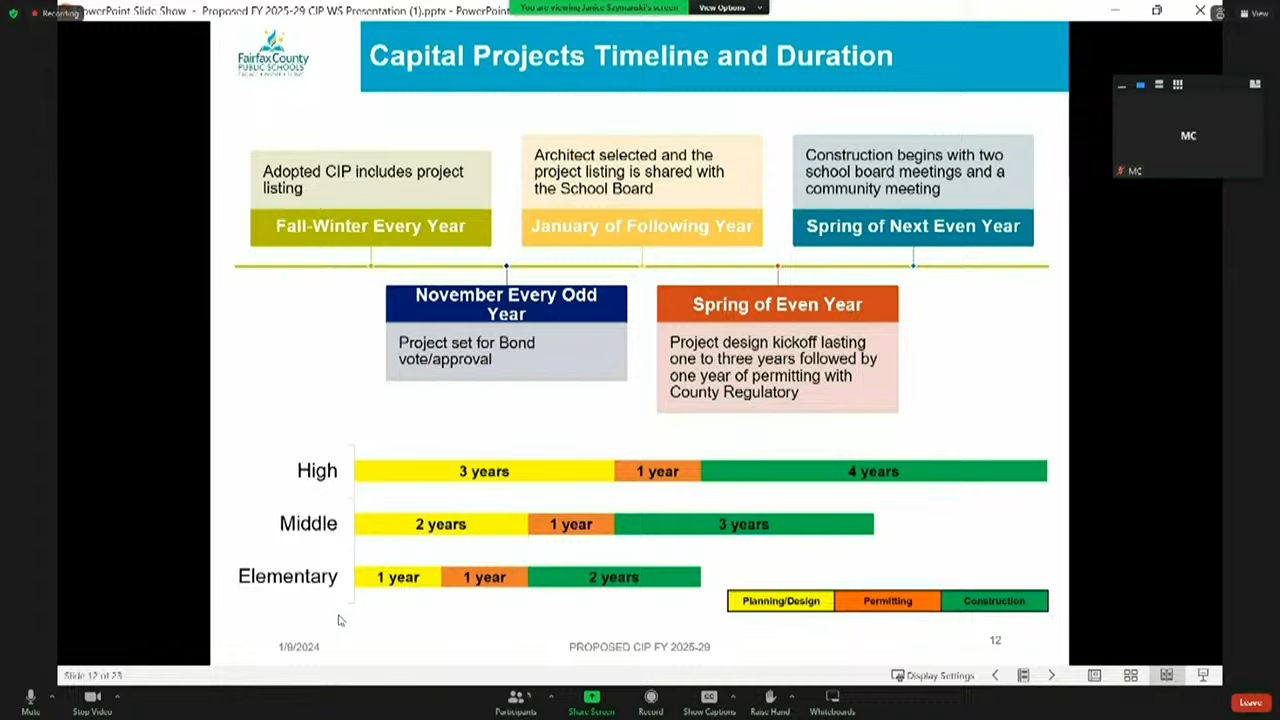 PowerPoint Slide Show - Proposed FY 2025-29 CIP WS Presentation (1).pptx - PowerPoint
Recording
You are viewing Janice Szymanski's screen
View Options
View
Fairfax County
PUBLIC SCHOOLS
Capital Projects Timeline and Duration
MC
MC
Adopted CIP includes project
listing
Fall-Winter Every Year
Architect selected and the
project listing is shared with
the School Board
January of Following Year
Construction begins with two
school board meetings and a
community meeting
Spring of Next Even Year
November Every Odd
Year
Project set for Bond
vote/approval
Spring of Even Year
Project design kickoff lasting
one to three years followed by
one year of permitting with
County Regulatory
High
3 years
1 year
4 years
Middle
2 years
1 year
3 years
Elementary
1 year
1 year
2 years
Planning/Design
Permitting
Construction
1/9/2024
PROPOSED CIP FY 2025-29
12
Slide 12 of 23
Display Settings
Mute
Stop Video
Participants
Share Screen
Record
Show Captions
Raise Hand
Whiteboards
Leave